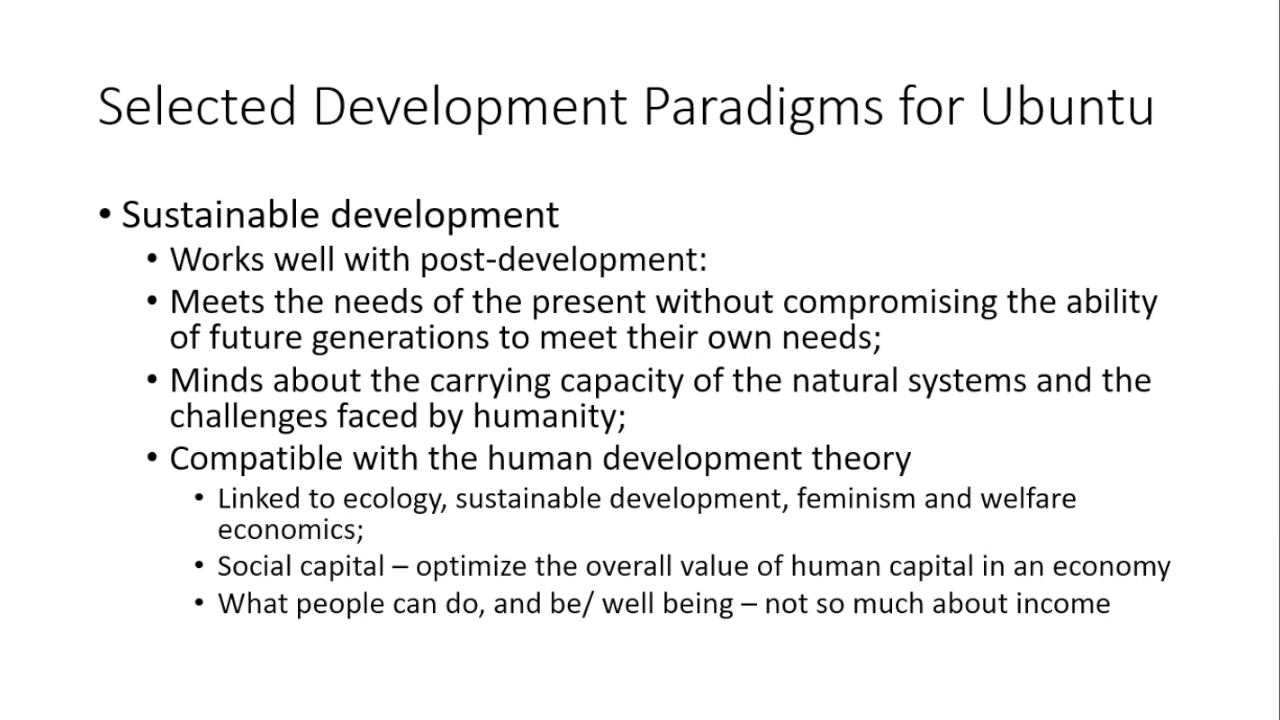 Selected Development Paradigms for Ubuntu
• Sustainable development
• Works well with post-development:
• Meets the needs of the present without compromising the ability
of future generations to meet their own needs;
• Minds about the carrying capacity of the natural systems and the
challenges faced by humanity;
• Compatible with the human development theory
• Linked to ecology, sustainable development, feminism and welfare
economics;
• Social capital – optimize the overall value of human capital in an economy
• What people can do, and be/ well being – not so much about income